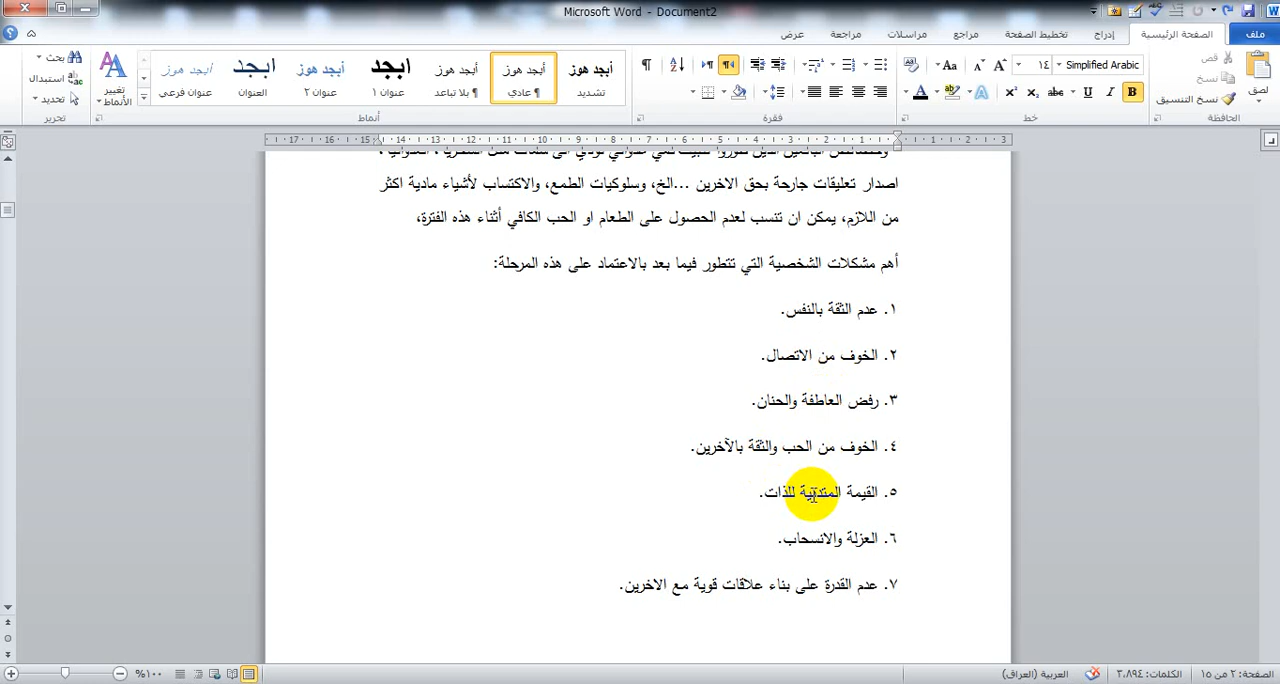 Microsoft Word - Document2
ملف
الصفحة الرئيسية
إدراج
تخطيط الصفحة
مراجع
مراسلات
مراجعة
عرض
لصق
قص
نسخ
نسخ التنسيق
الحافظة
Simplified Arabic
١٤
خط
فقرة
أبجد هوز
تشديد
أبجد هوز
¶ عادي
أبجد هوز
¶ بلا تباعد
ابجد
عنوان ١
أبجد هوز
عنوان ٢
ابجد
العنوان
أبجد هوز
عنوان فرعي
تغيير الأنماط
أنماط
بحث
استبدال
تحديد
تحرير
اصدار تعليقات جارحة بحق الاخرين ...الخ، وسلوكيات الطمع، والاكتساب لأشياء مادية اكثر
من اللازم، يمكن ان تنسب لعدم الحصول على الطعام او الحب الكافي أثناء هذه الفترة،
أهم مشكلات الشخصية التي تتطور فيما بعد بالاعتماد على هذه المرحلة:
١. عدم الثقة بالنفس.
٢. الخوف من الاتصال.
٣. رفض العاطفة والحنان.
٤. الخوف من الحب والثقة بالآخرين.
٥. القيمة المتدنية للذات.
٦. العزلة والانسحاب.
٧. عدم القدرة على بناء علاقات قوية مع الاخرين.
الصفحة: ٢ من ١٥
الكلمات: ٣،٨٩٤
العربية (العراق)
١٠٠%